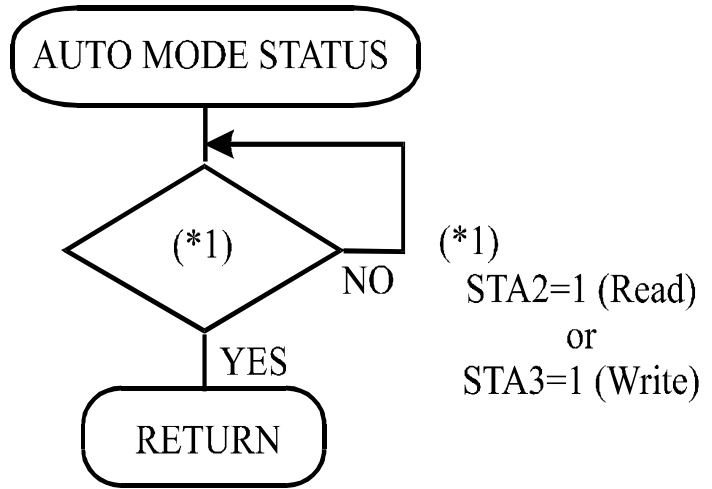 AUTO MODE STATUS
(*1)
NO
(*1)
STA2=1 (Read)
or
STA3=1 (Write)
YES
RETURN